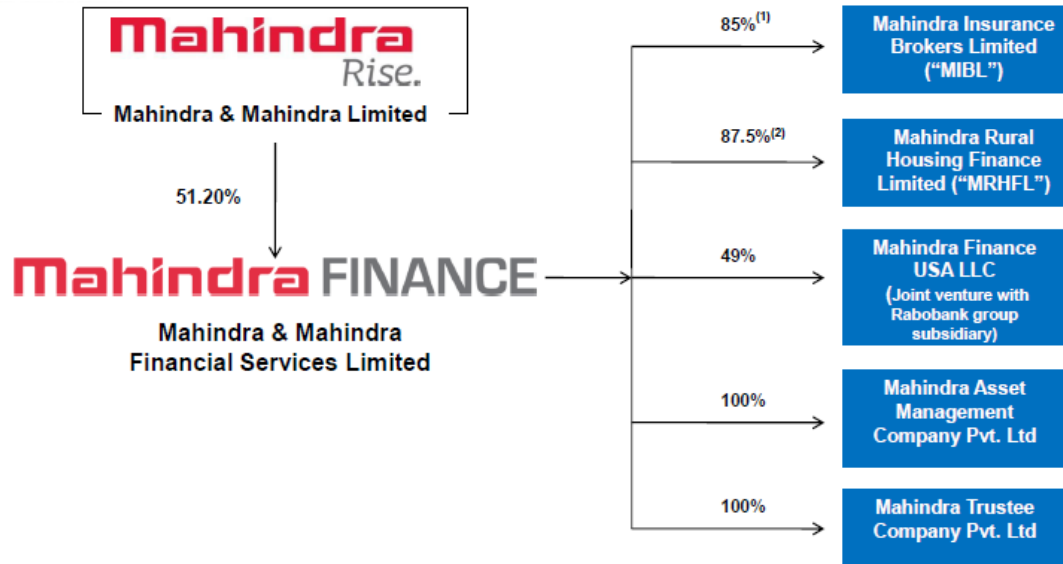 Mahindra
Rise.
Mahindra & Mahindra Limited
51.20%
Mahindra FINANCE
Mahindra & Mahindra
Financial Services Limited
85%(1)
Mahindra Insurance
Brokers Limited
(“MIBL”)
87.5%(2)
Mahindra Rural
Housing Finance
Limited (“MRHFL”)
49%
Mahindra Finance
USA LLC
(Joint venture with
Rabobank group
subsidiary)
100%
Mahindra Asset
Management
Company Pvt. Ltd
100%
Mahindra Trustee
Company Pvt. Ltd